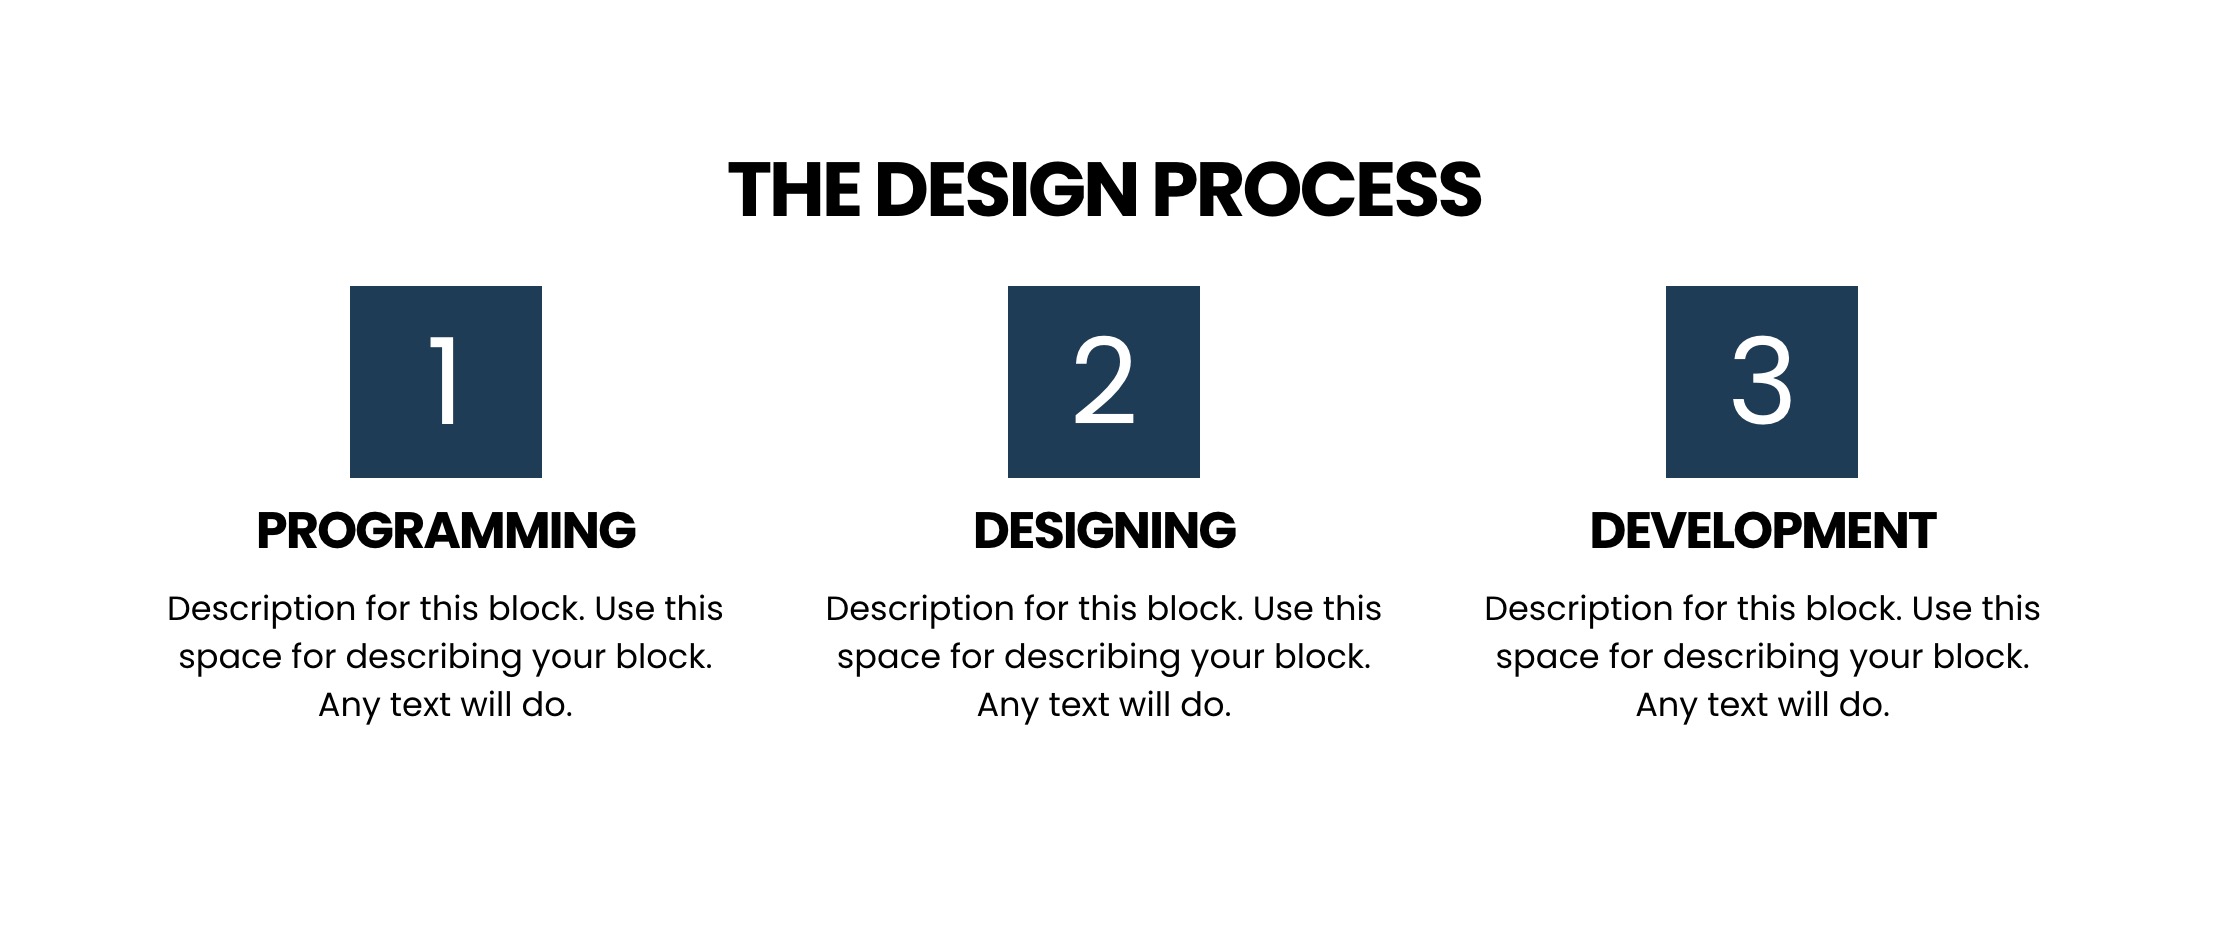 THE DESIGN PROCESS
1
2
3
PROGRAMMING
DESIGNING
DEVELOPMENT
Description for this block. Use this
space for describing your block.
Any text will do.
Description for this block. Use this
space for describing your block.
Any text will do.
Description for this block. Use this
space for describing your block.
Any text will do.